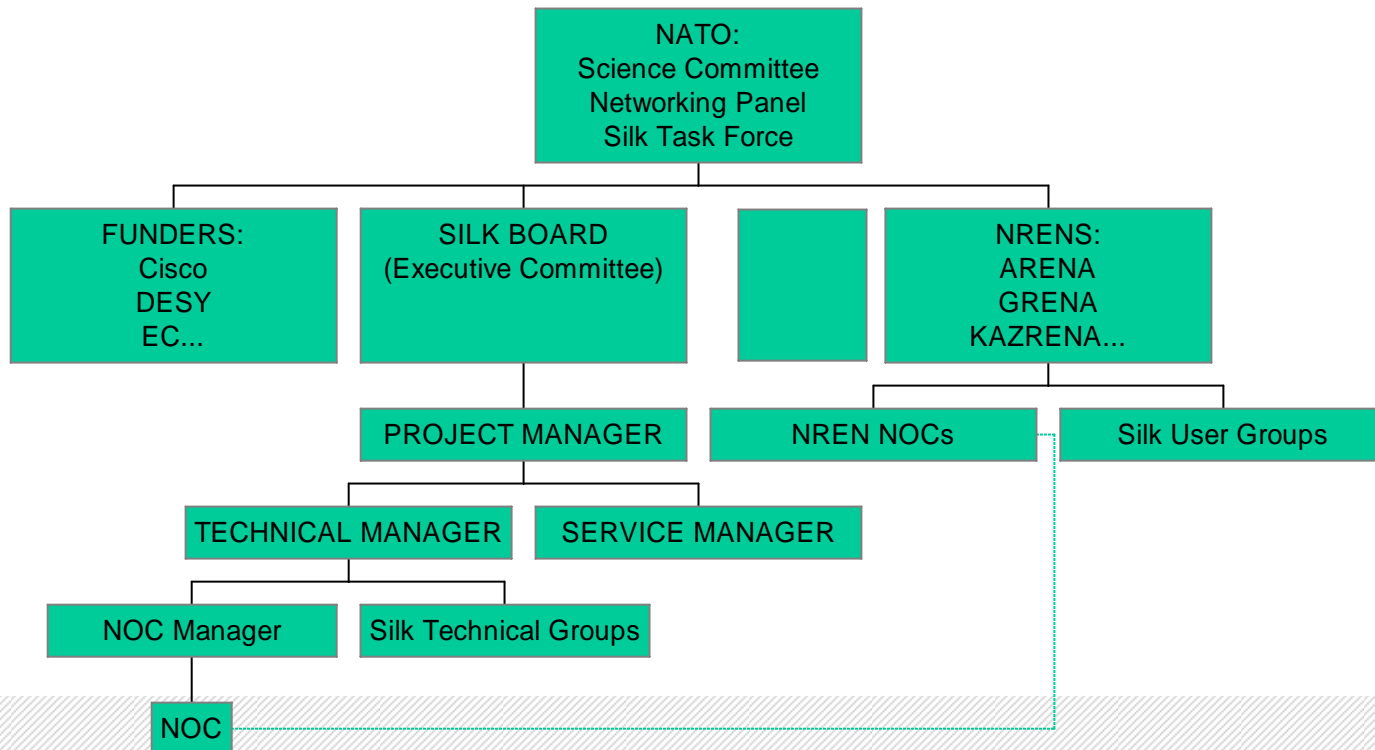 NATO:
Science Committee
Networking Panel
Silk Task Force
FUNDERS:
Cisco
DESY
EC...
SILK BOARD
(Executive Committee)
NRENS:
ARENA
GRENA
KAZRENA...
PROJECT MANAGER
NREN NOCs
Silk User Groups
TECHNICAL MANAGER
SERVICE MANAGER
NOC Manager
Silk Technical Groups
NOC